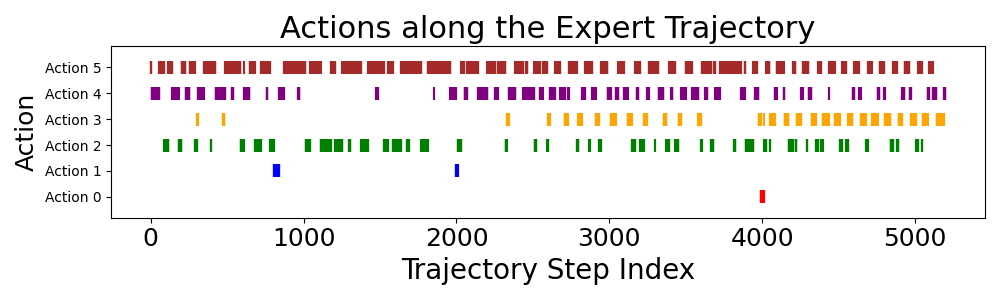 Actions along the Expert Trajectory
Action
Action 5
Action 4
Action 3
Action 2
Action 1
Action 0
0 1000 2000 3000 4000 5000
Trajectory Step Index